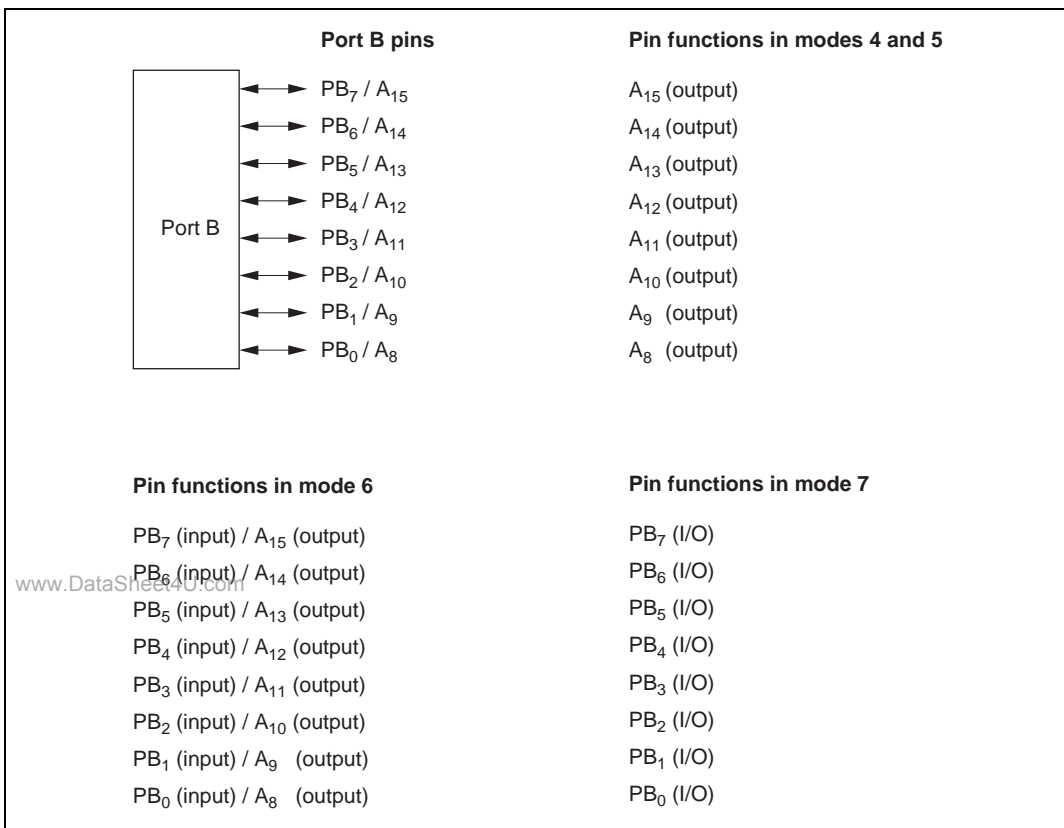 Port B pins
Pin functions in modes 4 and 5
Port B
PB7 / A15
A15 (output)
PB6 / A14
A14 (output)
PB5 / A13
A13 (output)
PB4 / A12
A12 (output)
PB3 / A11
A11 (output)
PB2 / A10
A10 (output)
PB1 / A9
A9 (output)
PB0 / A8
A8 (output)
Pin functions in mode 6
PB7 (input) / A15 (output)
PB6 (input) / A14 (output)
PB5 (input) / A13 (output)
PB4 (input) / A12 (output)
PB3 (input) / A11 (output)
PB2 (input) / A10 (output)
PB1 (input) / A9 (output)
PB0 (input) / A8 (output)
Pin functions in mode 7
PB7 (I/O)
PB6 (I/O)
PB5 (I/O)
PB4 (I/O)
PB3 (I/O)
PB2 (I/O)
PB1 (I/O)
PB0 (I/O)
www.DataSheet4U.com